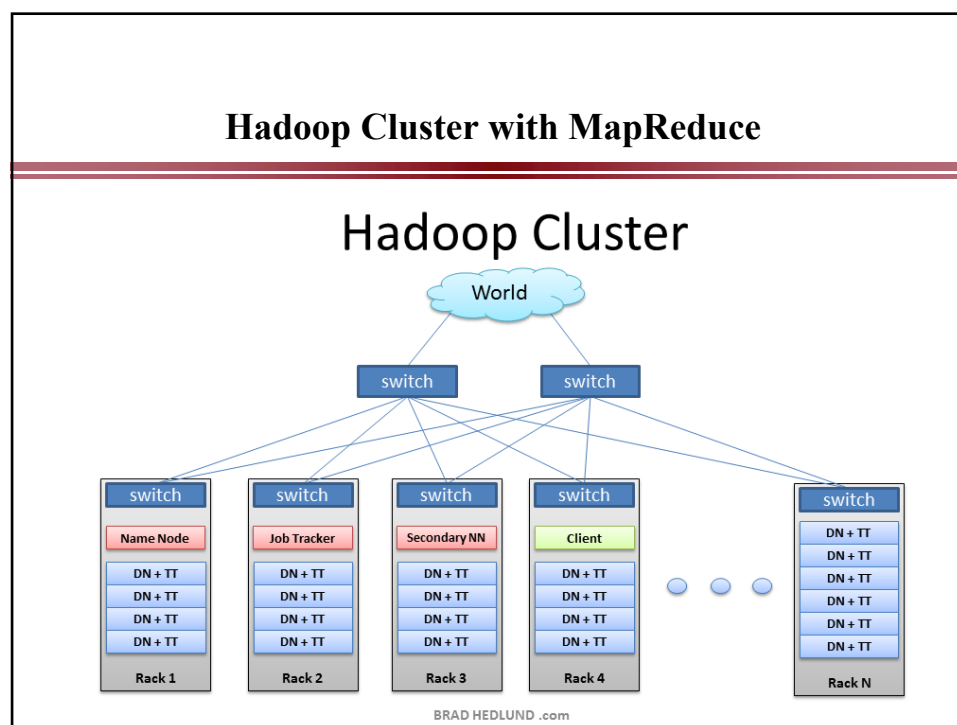 Hadoop Cluster with MapReduce
Hadoop Cluster
World
switch
switch
switch
Name Node
DN + TT
DN + TT
DN + TT
DN + TT
Rack 1
switch
Job Tracker
DN + TT
DN + TT
DN + TT
DN + TT
Rack 2
switch
Secondary NN
DN + TT
DN + TT
DN + TT
DN + TT
Rack 3
switch
Client
DN + TT
DN + TT
DN + TT
DN + TT
Rack 4
switch
DN + TT
DN + TT
DN + TT
DN + TT
DN + TT
DN + TT
Rack N
BRAD HEDLUND .com